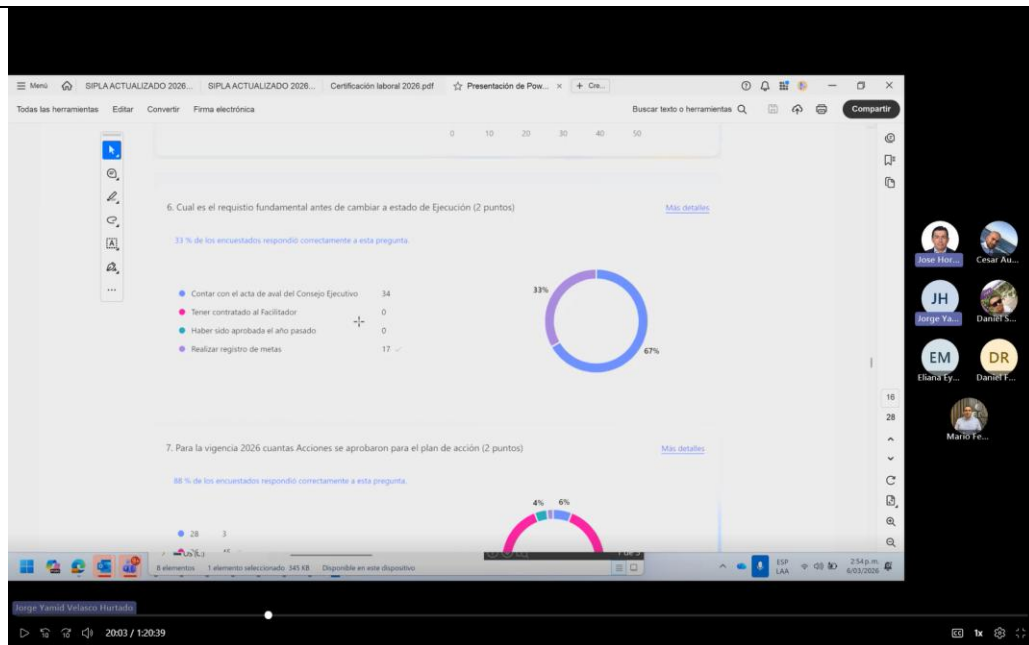 Menú SIPLA ACTUALIZADO 2026... SIPLA ACTUALIZADO 2026... Certificación laboral 2026.pdf Presentación de Pow... × + Cre...
Todas las herramientas Editar Convertir Firma electrónica Buscar texto o herramientas Compartir
0 10 20 30 40 50
6. Cual es el requistio fundamental antes de cambiar a estado de Ejecución (2 puntos) Más detalles
33 % de los encuestados respondió correctamente a esta pregunta.
Contar con el acta de aval del Consejo Ejecutivo 34
Tener contratado al Facilitador 0
Haber sido aprobada el año pasado 0
Realizar registro de metas 17
33%
67%
7. Para la vigencia 2026 cuantas Acciones se aprobaron para el plan de acción (2 puntos) Más detalles
88 % de los encuestados respondió correctamente a esta pregunta.
4% 6%
28 3
16
28
8 elementos 1 elemento seleccionado 345 KB Disponible en este dispositivo
ESP
LAA
2:54 p.m.
6/03/2026
Jose Hor...
Cesar Au...
JH
Jorge Ya...
Daniel S...
EM
Eliana Ey...
DR
Daniel F...
Mario Fe...
Jorge Yamid Velasco Hurtado
10 10 20:03 / 1:20:39 CC 1x